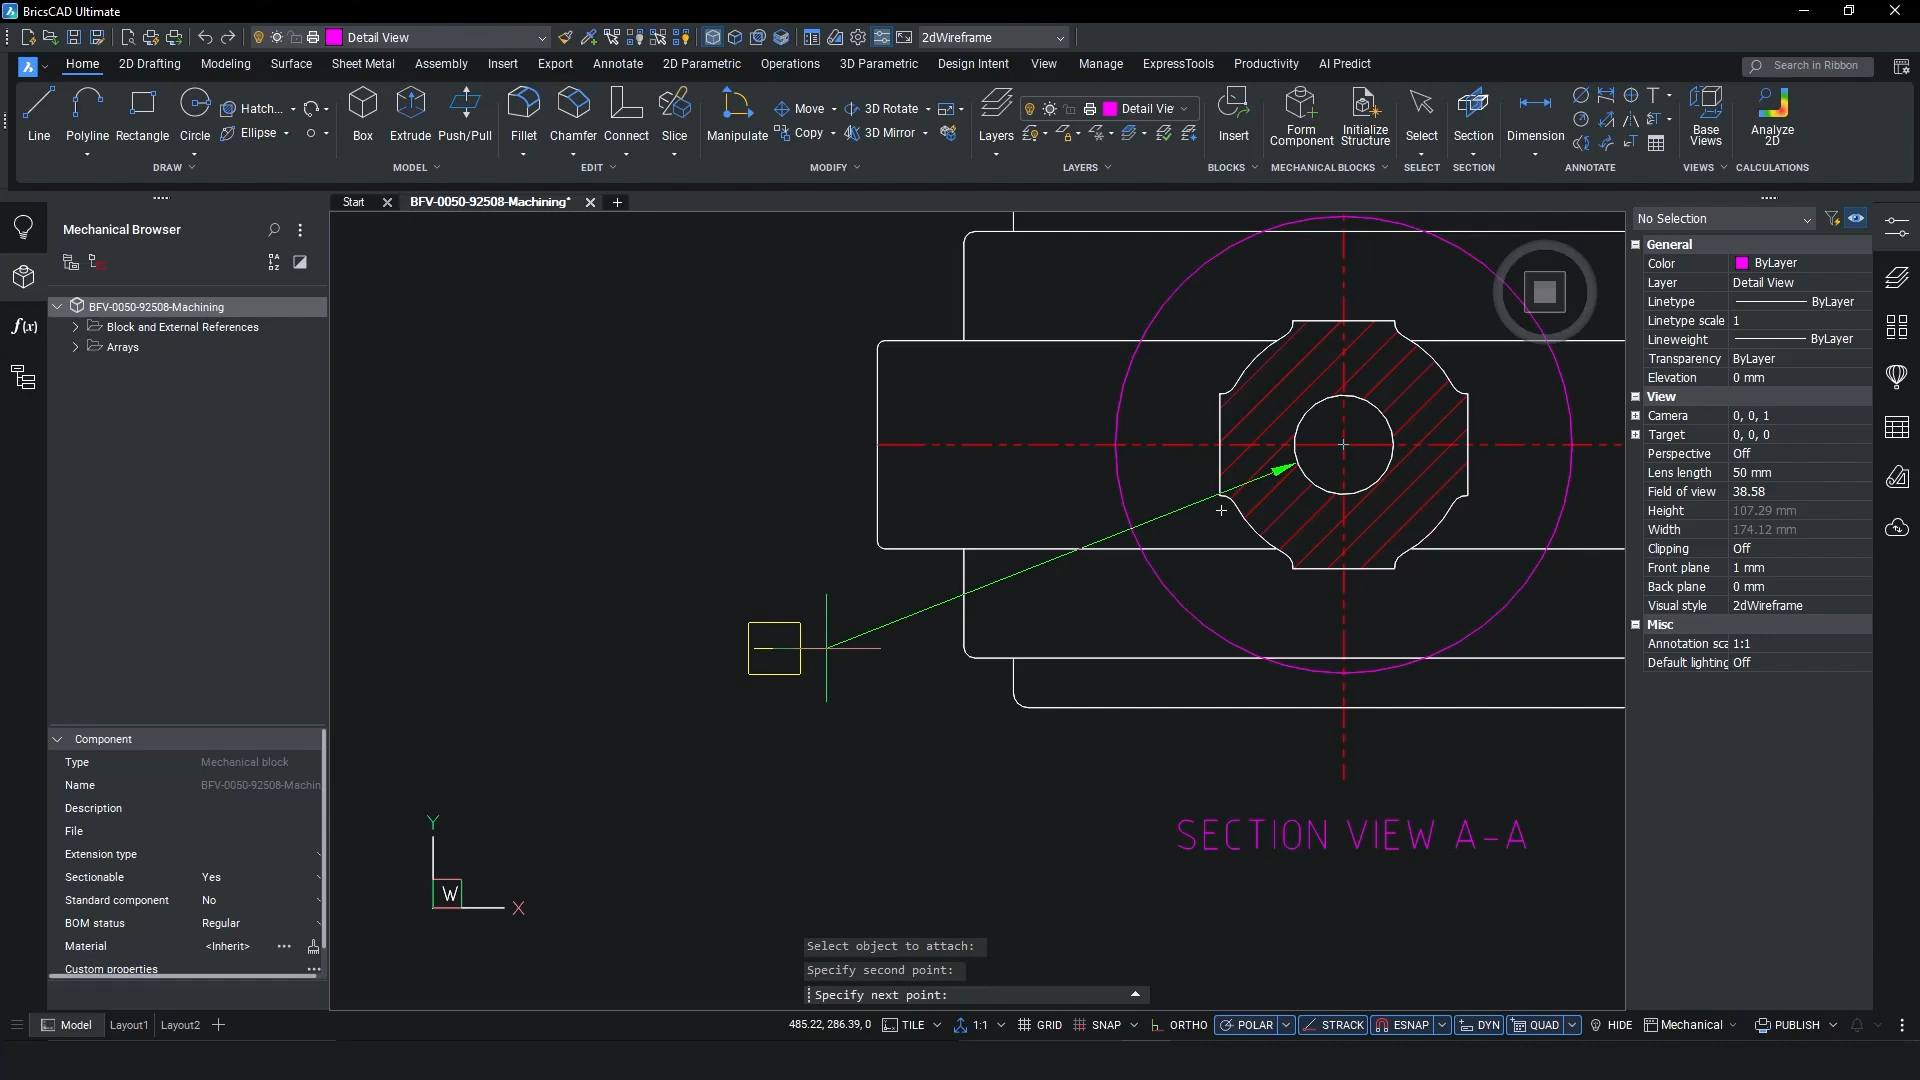 BricsCAD Ultimate
Detail View
2dWireframe
Home 2D Drafting Modeling Surface Sheet Metal Assembly Insert Export Annotate 2D Parametric Operations 3D Parametric Design Intent View Manage ExpressTools Productivity AI Predict
Search in Ribbon
Hatch... Move 3D Rotate Detail Vie
Ellipse Copy 3D Mirror
Line Polyline Rectangle Circle Box Extrude Push/Pull Fillet Chamfer Connect Slice Manipulate Layers Insert Form Component Initialize Structure Select Section Dimension Base Views Analyze 2D
DRAW MODEL EDIT MODIFY LAYERS BLOCKS MECHANICAL BLOCKS SELECT SECTION ANNOTATE VIEWS CALCULATIONS
Start BFV-0050-92508-Machining*
Mechanical Browser
BFV-0050-92508-Machining
Block and External References
Arrays
f(x)
Component
Type Mechanical block
Name BFV-0050-92508-Machin
Description
File
Extension type
Sectionable Yes
Standard component No
BOM status Regular
Material <Inherit>
Custom properties
SECTION VIEW A-A
Y
W
X
Select object to attach:
Specify second point:
Specify next point:
No Selection
General
Color ByLayer
Layer Detail View
Linetype ByLayer
Linetype scale 1
Lineweight ByLayer
Transparency ByLayer
Elevation 0 mm
View
Camera 0, 0, 1
Target 0, 0, 0
Perspective Off
Lens length 50 mm
Field of view 38.58
Height 107.29 mm
Width 174.12 mm
Clipping Off
Front plane 1 mm
Back plane 0 mm
Visual style 2dWireframe
Misc
Annotation sca 1:1
Default lighting Off
Model Layout1 Layout2
485.22, 286.39, 0 TILE 1:1 GRID SNAP ORTHO POLAR STRACK ESNAP DYN QUAD HIDE Mechanical PUBLISH